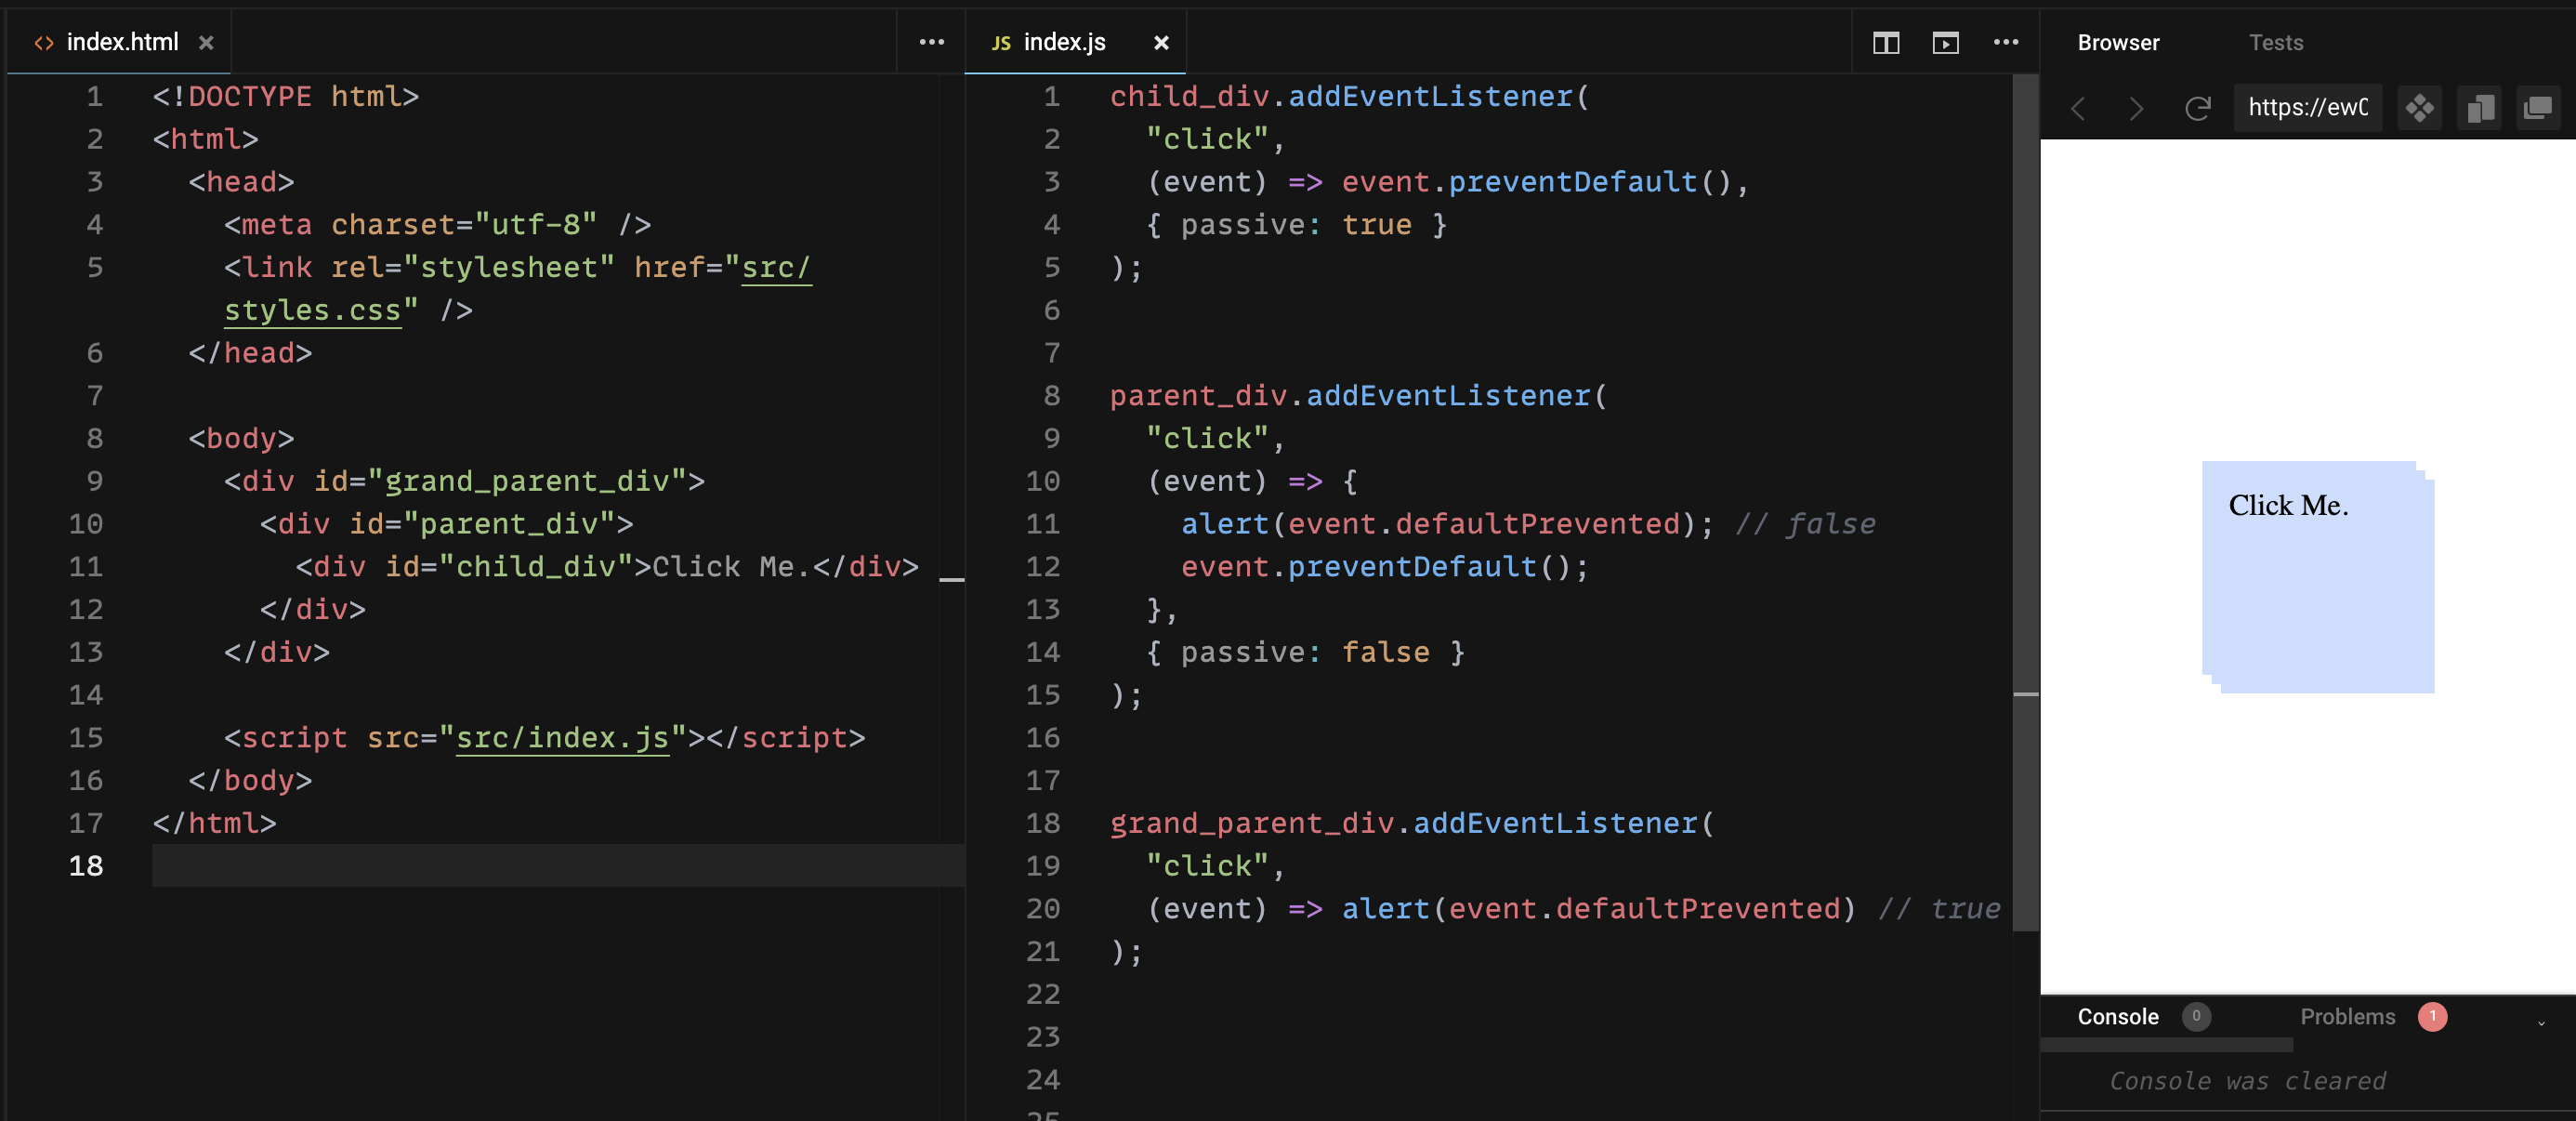 index.html
1 <!DOCTYPE html>
2 <html>
3 <head>
4 <meta charset="utf-8" />
5 <link rel="stylesheet" href="src/
styles.css" />
6 </head>
7
8 <body>
9 <div id="grand_parent_div">
10 <div id="parent_div">
11 <div id="child_div">Click Me.</div>
12 </div>
13 </div>
14
15 <script src="src/index.js"></script>
16 </body>
17 </html>
18
JS index.js
1 child_div.addEventListener(
2 "click",
3 (event) => event.preventDefault(),
4 { passive: true }
5 );
6
7
8 parent_div.addEventListener(
9 "click",
10 (event) => {
11 alert(event.defaultPrevented); // false
12 event.preventDefault();
13 },
14 { passive: false }
15 );
16
17
18 grand_parent_div.addEventListener(
19 "click",
20 (event) => alert(event.defaultPrevented) // true
21 );
22
23
24
Browser Tests
https://ew0
Click Me.
Console 0 Problems 1
Console was cleared